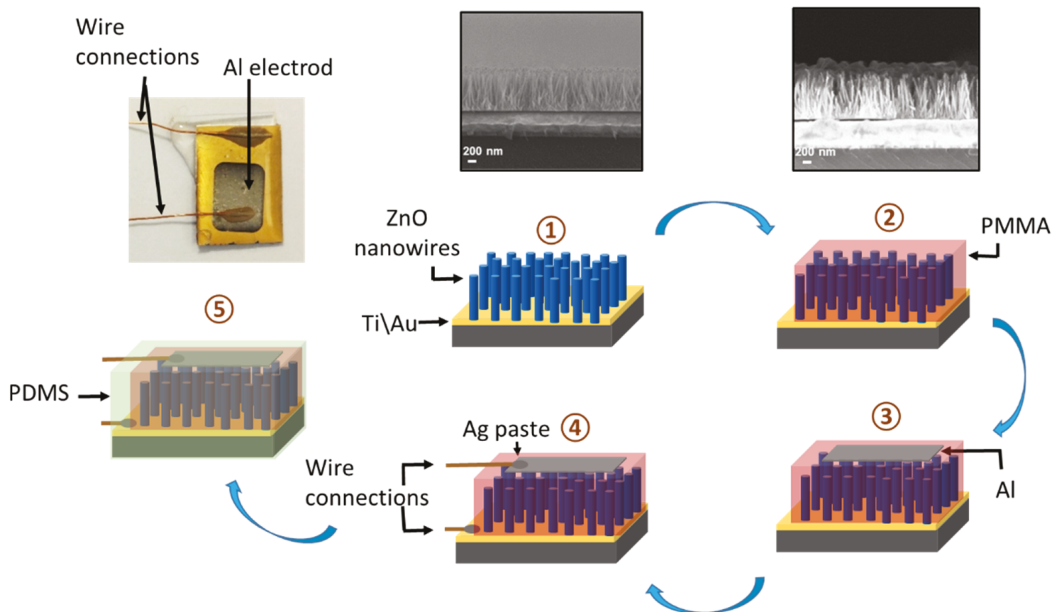 Wire
connections
Al electrod
200 nm
200 nm
ZnO
nanowires
1
Ti\Au
2
PMMA
5
PDMS
4
Ag paste
Wire
connections
3
Al